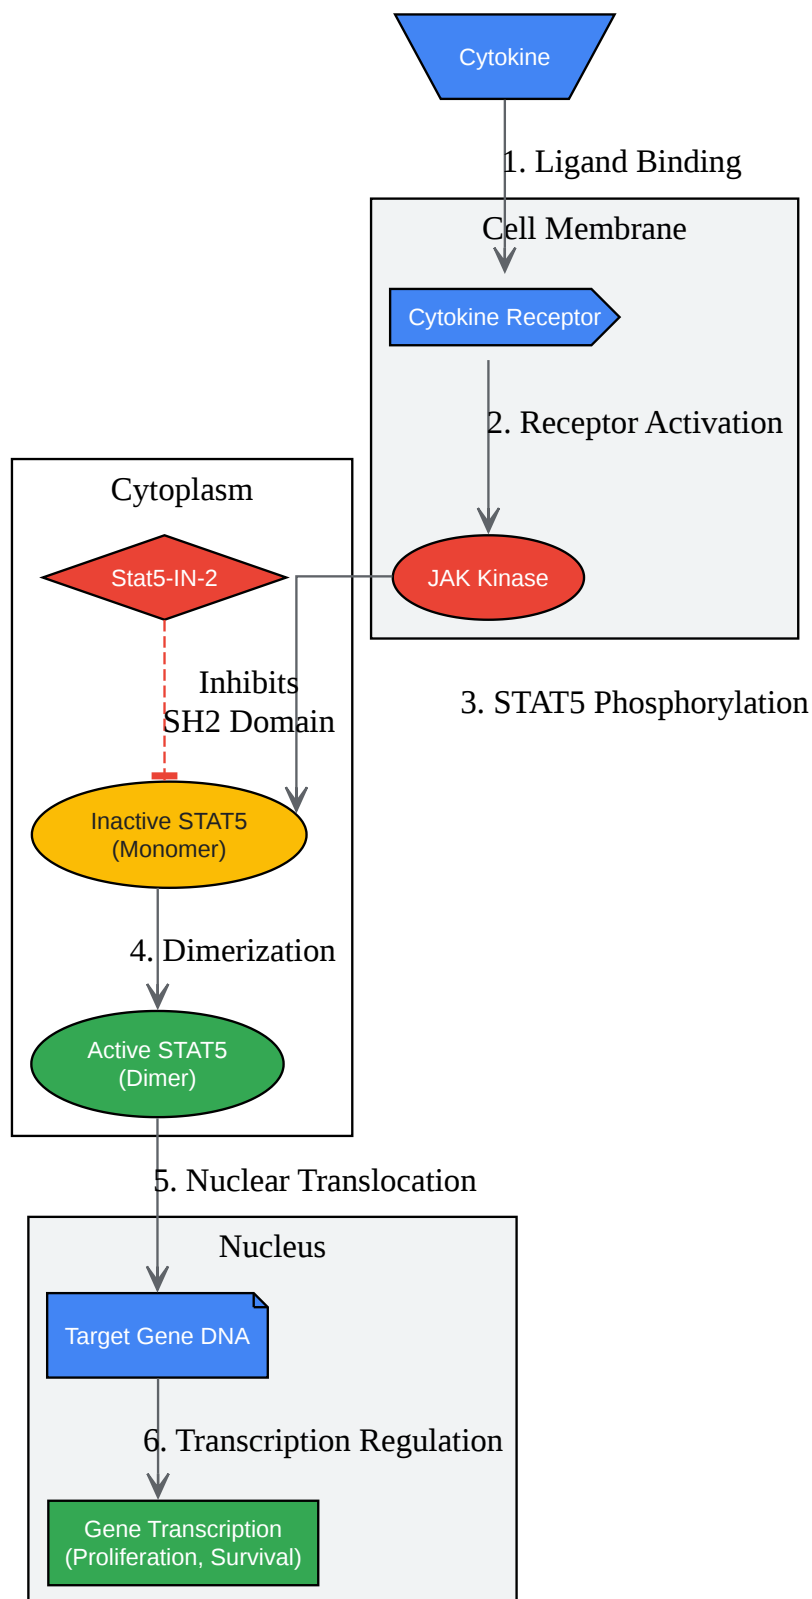 Cytokine
1. Ligand Binding
Cell Membrane
Cytokine Receptor
2. Receptor Activation
Cytoplasm
Stat5-IN-2
JAK Kinase
Inhibits
SH2 Domain
3. STAT5 Phosphorylation
Inactive STAT5
(Monomer)
4. Dimerization
Active STAT5
(Dimer)
5. Nuclear Translocation
Nucleus
Target Gene DNA
6. Transcription Regulation
Gene Transcription
(Proliferation, Survival)